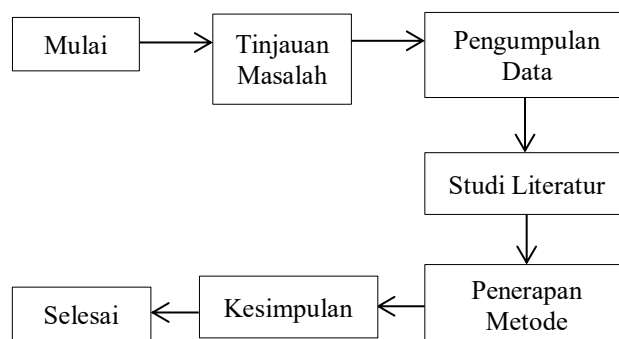 Mulai
Tinjauan
Masalah
Pengumpulan
Data
Studi Literatur
Penerapan
Metode
Kesimpulan
Selesai